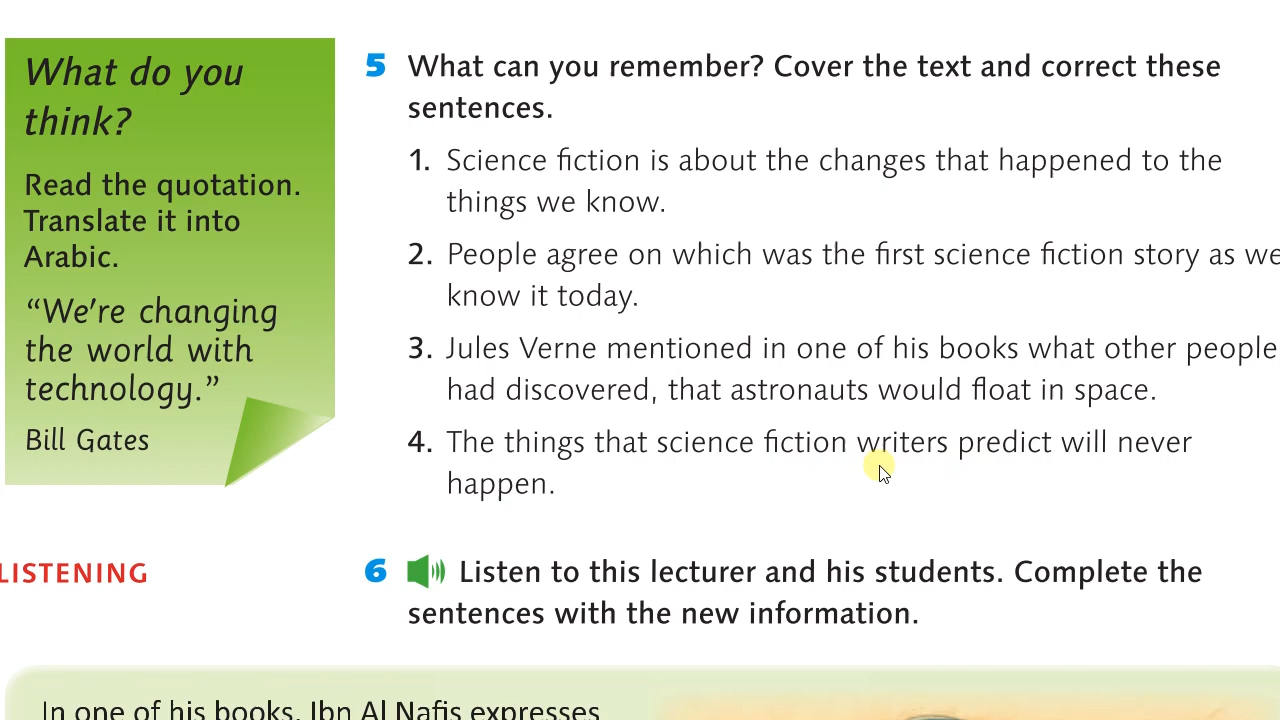 What do you
think?
Read the quotation.
Translate it into
Arabic.
“We're changing
the world with
technology.”
Bill Gates
5 What can you remember? Cover the text and correct these
sentences.
1. Science fiction is about the changes that happened to the
things we know.
2. People agree on which was the first science fiction story as we
know it today.
3. Jules Verne mentioned in one of his books what other people
had discovered, that astronauts would float in space.
4. The things that science fiction writers predict will never
happen.
LISTENING
6 Listen to this lecturer and his students. Complete the
sentences with the new information.
In one of his books, Ibn Al Nafis expresses